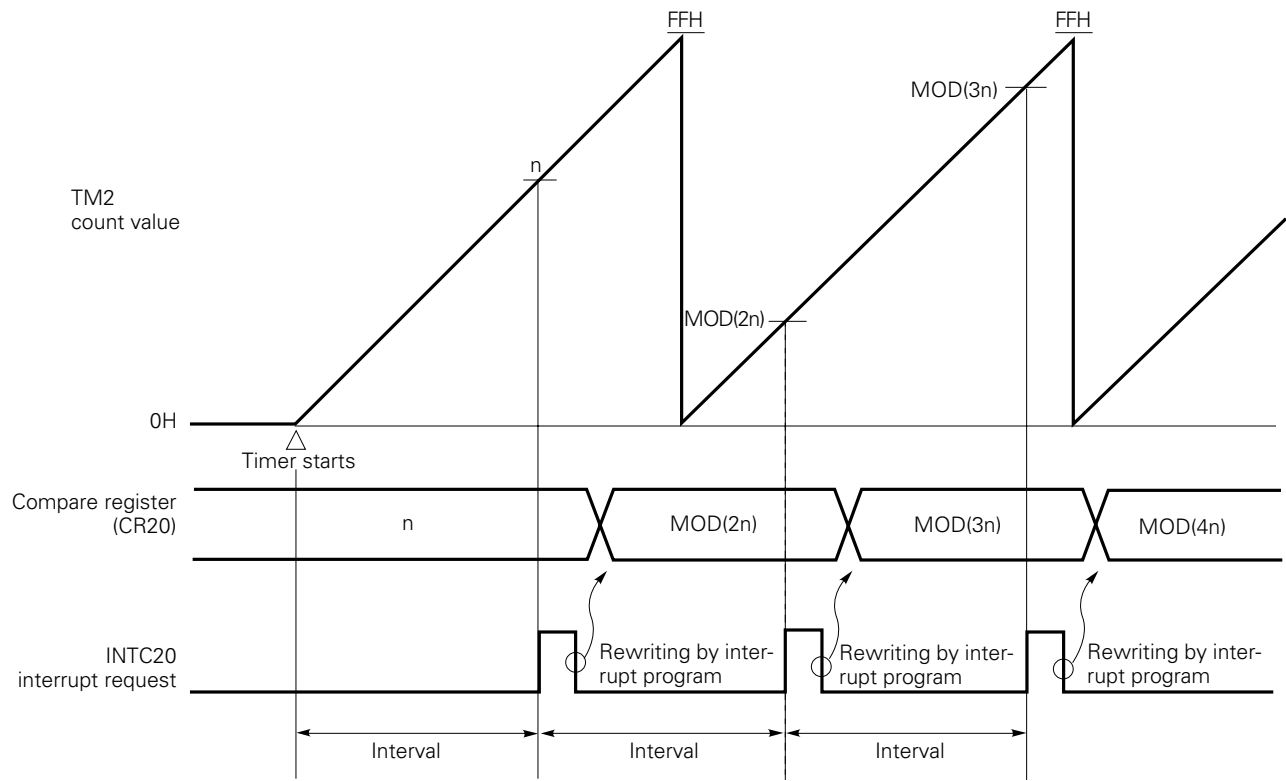 FFH
FFH
MOD(3n)
n
TM2
count value
MOD(2n)
0H
Timer starts
Compare register
(CR20)
n
MOD(2n)
MOD(3n)
MOD(4n)
INTC20
interrupt request
Rewriting by inter-
rupt program
Rewriting by inter-
rupt program
Rewriting by inter-
rupt program
Interval
Interval
Interval